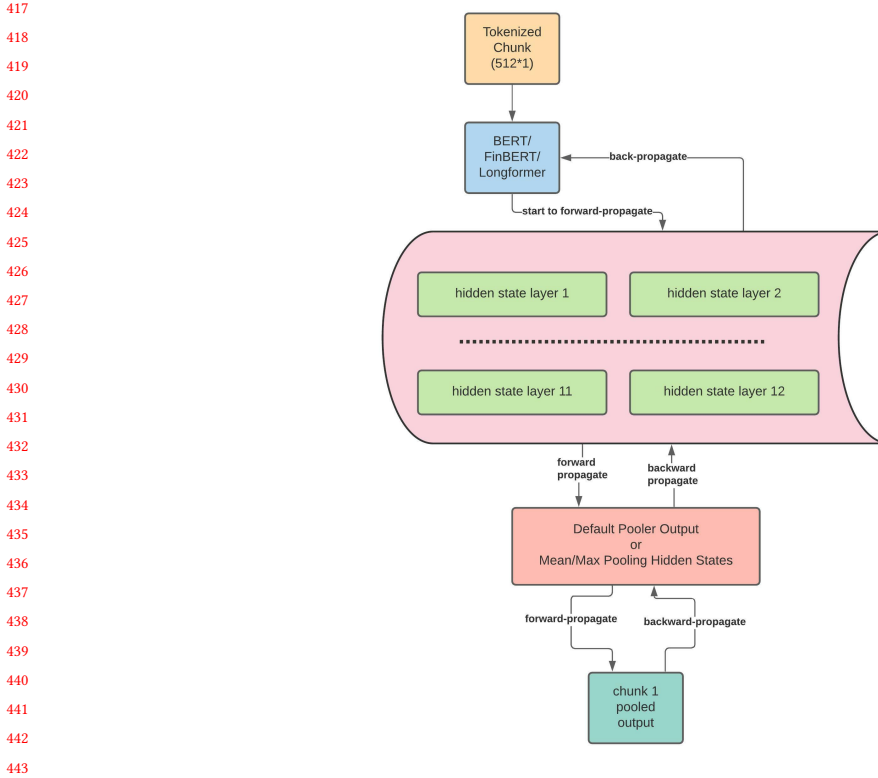 417
418
419
420
421
422
423
424
425
426
427
428
429
430
431
432
433
434
435
436
437
438
439
440
441
442
443
Tokenized
Chunk
(512*1)
BERT/
FinBERT/
Longformer
back-propagate
start to forward-propagate
hidden state layer 1
hidden state layer 2
hidden state layer 11
hidden state layer 12
forward
propagate
backward
propagate
Default Pooler Output
or
Mean/Max Pooling Hidden States
forward-propagate
backward-propagate
chunk 1
pooled
output